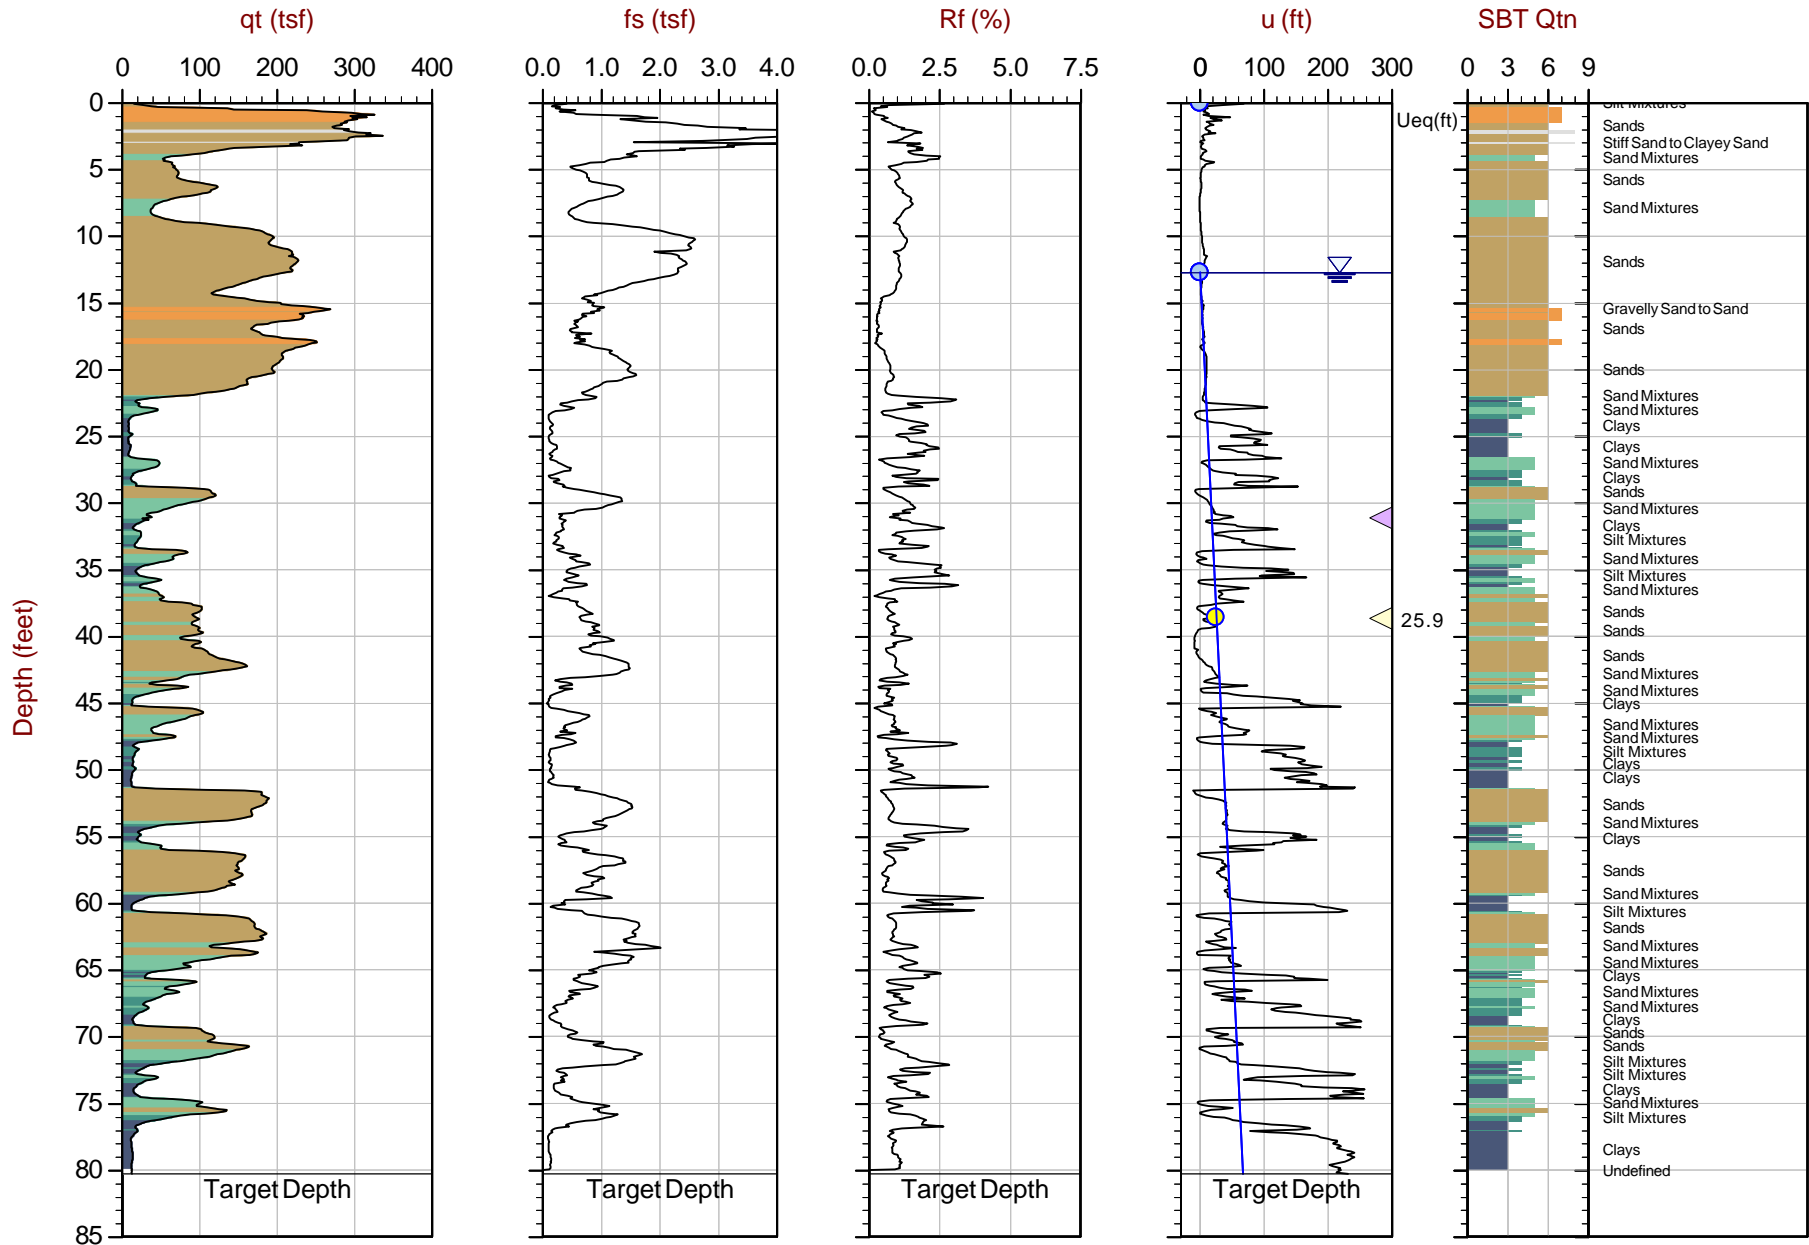 qt (tsf) fs (tsf) Rf (%) u (ft) SBT Qtn
0 100 200 300 400 0.0 1.0 2.0 3.0 4.0 0.0 2.5 5.0 7.5 0 100 200 300 0 3 6 9
0
Silt Mixtures
Ueq(ft)
Sands
Stiff Sand to Clayey Sand
Sand Mixtures
5
Sands
Sand Mixtures
10
Sands
15
Gravelly Sand to Sand
Sands
20
Sands
Sand Mixtures
Sand Mixtures
Clays
25
Clays
Sand Mixtures
Clays
Sands
30
Sand Mixtures
Clays
Silt Mixtures
Sand Mixtures
35
Silt Mixtures
Sand Mixtures
Sands
25.9
Sands
40
Sands
Sand Mixtures
Sand Mixtures
45
Clays
Sand Mixtures
Sand Mixtures
Silt Mixtures
Clays
50
Clays
Sands
Sand Mixtures
55
Clays
Sands
Sand Mixtures
60
Silt Mixtures
Sands
Sand Mixtures
Sand Mixtures
65
Clays
Sand Mixtures
Sand Mixtures
Clays
70
Sands
Sands
Silt Mixtures
Silt Mixtures
Clays
75
Sand Mixtures
Silt Mixtures
Clays
80
Undefined
Target Depth Target Depth Target Depth Target Depth
85
Depth (feet)